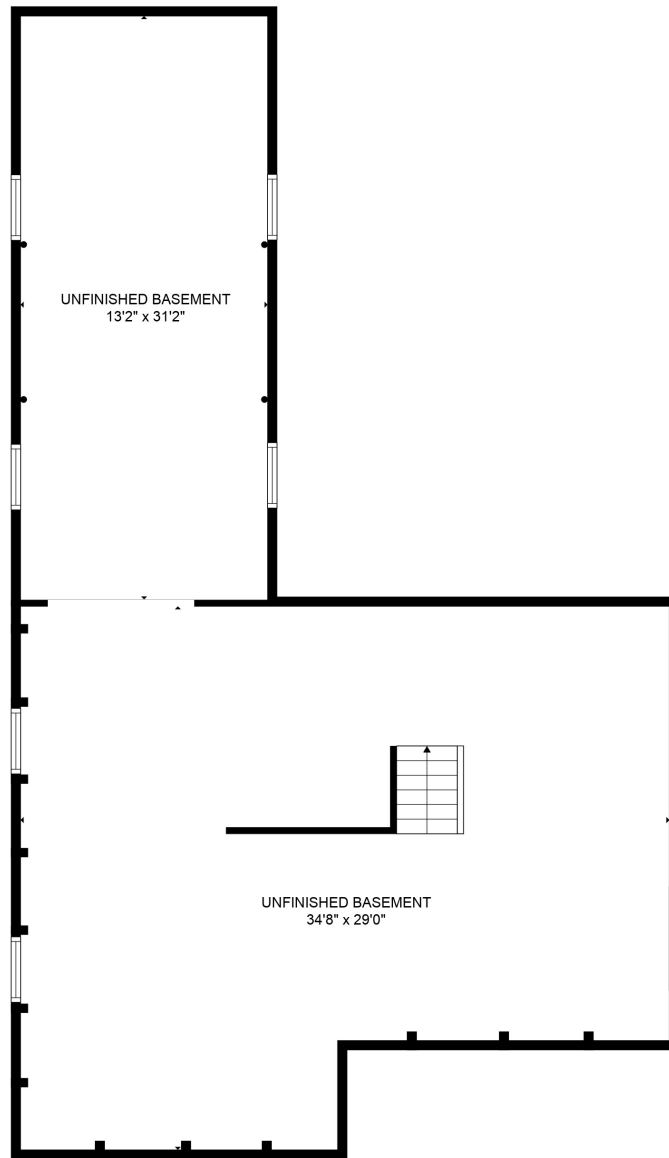 UNFINISHED BASEMENT
13'2" x 31'2"
UNFINISHED BASEMENT
34'8" x 29'0"